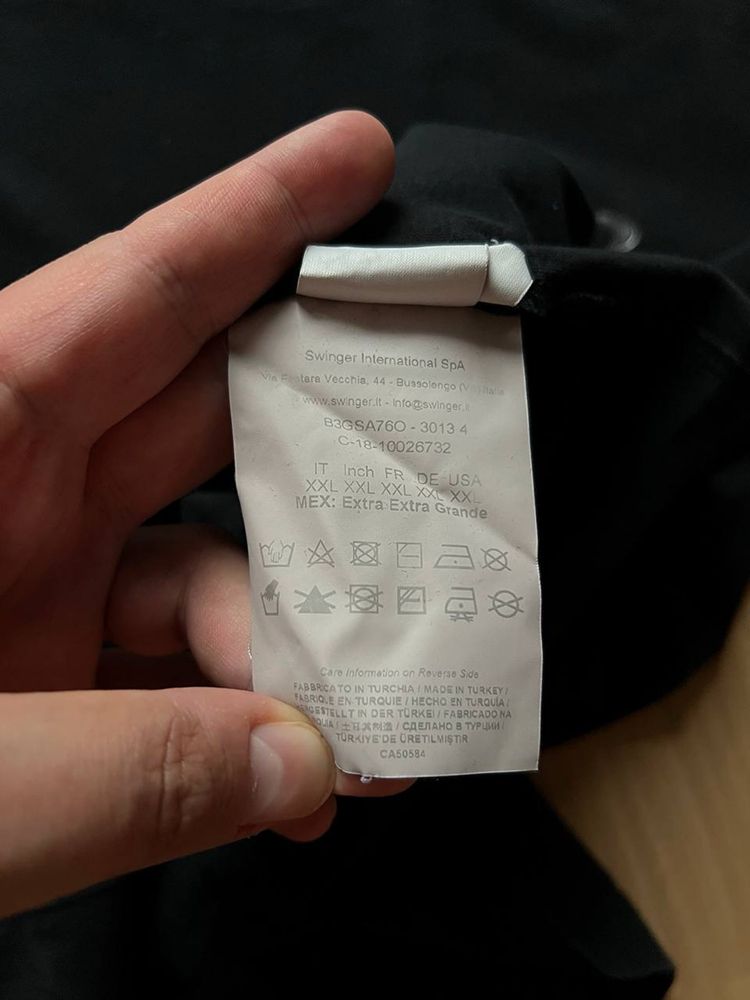 Swinger International SpA
Via Vecchia, 44 - Bussolengo Italia
www.swinger.it - info@swinger.it
B3GSA76O - 3013 4
C-18-10026732
IT Inch FR DE USA
XXL XXL XXL XXL XXL
MEX: Extra Extra Grande
Care Information on Reverse Side
FABBRICATO IN TURCHIA / MADE IN TURKEY /
FABRIQUE EN TURQUIE / HECHO EN TURQUÍA /
HERGESTELLT IN DER TÜRKEI / FABRICADO NA
土耳其制造 / СДЕЛАНО В ТУРЦИИ /
TÜRKİYE'DE ÜRETİLMİŞTİR
CA50584